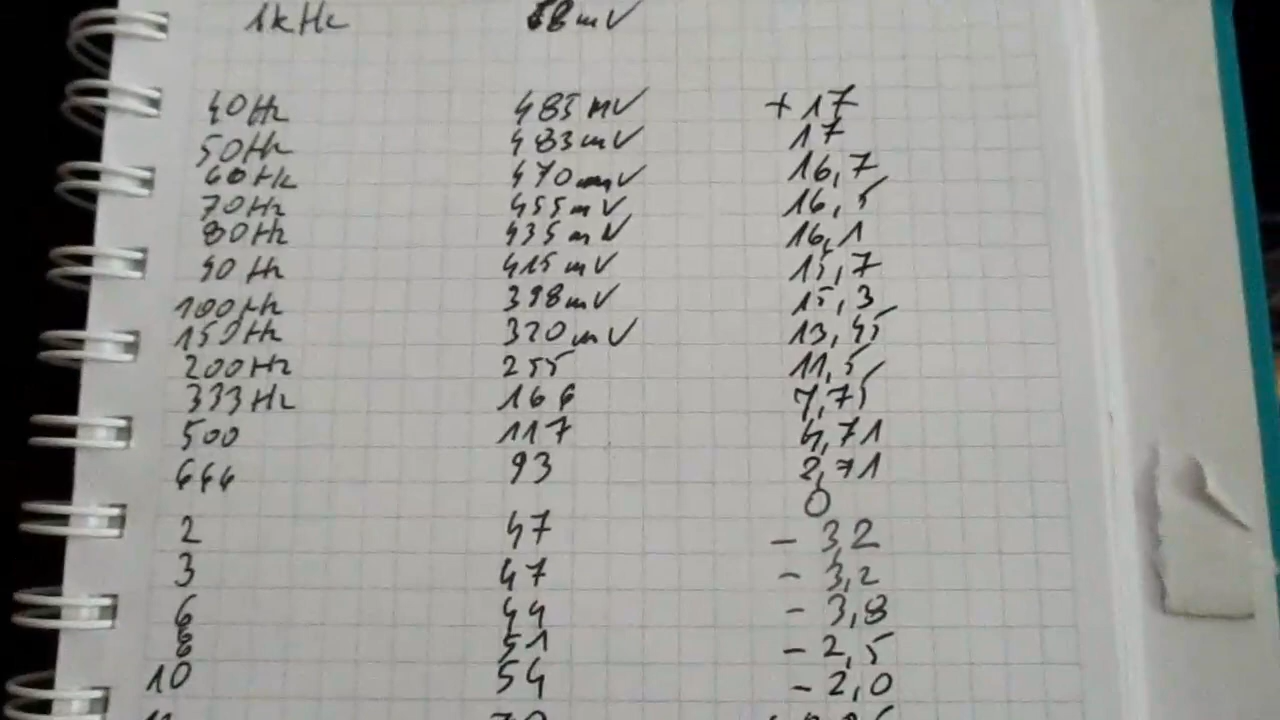 1kHz 68mV
40Hz 485mV +17
50Hz 483mV 17
60Hz 470mV 16,7
70Hz 455mV 16,5
80Hz 435mV 16,1
90Hz 415mV 15,7
100Hz 398mV 15,3
150Hz 320mV 13,45
200Hz 255 11,5
333Hz 166 7,75
500 117 4,71
666 93 2,71
0
2 47 -3,2
3 47 -3,2
6 44 -3,8
8 51 -2,5
10 54 -2,0